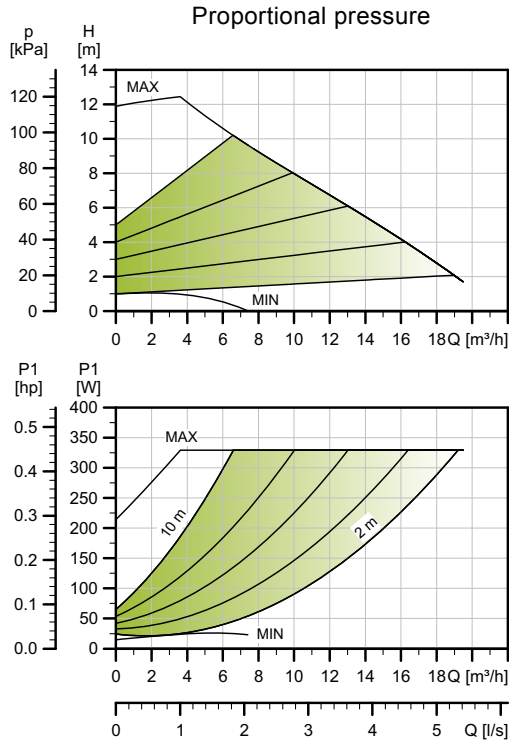 Proportional pressure
p
[kPa]
H
[m]
120
100
80
60
40
20
0
14
12
10
8
6
4
2
0
MAX
MIN
0 2 4 6 8 10 12 14 16 18 Q [m³/h]
P1
[hp]
P1
[W]
0.5
0.4
0.3
0.2
0.1
0.0
400
350
300
250
200
150
100
50
0
MAX
10 m
2 m
MIN
0 2 4 6 8 10 12 14 16 18 Q [m³/h]
0 1 2 3 4 5 Q [l/s]